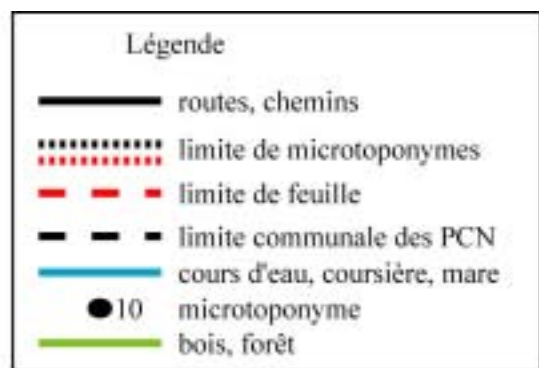 Légende
routes, chemins
limite de microtoponymes
limite de feuille
limite communale des PCN
cours d'eau, coursière, mare
10 microtoponyme
bois, forêt